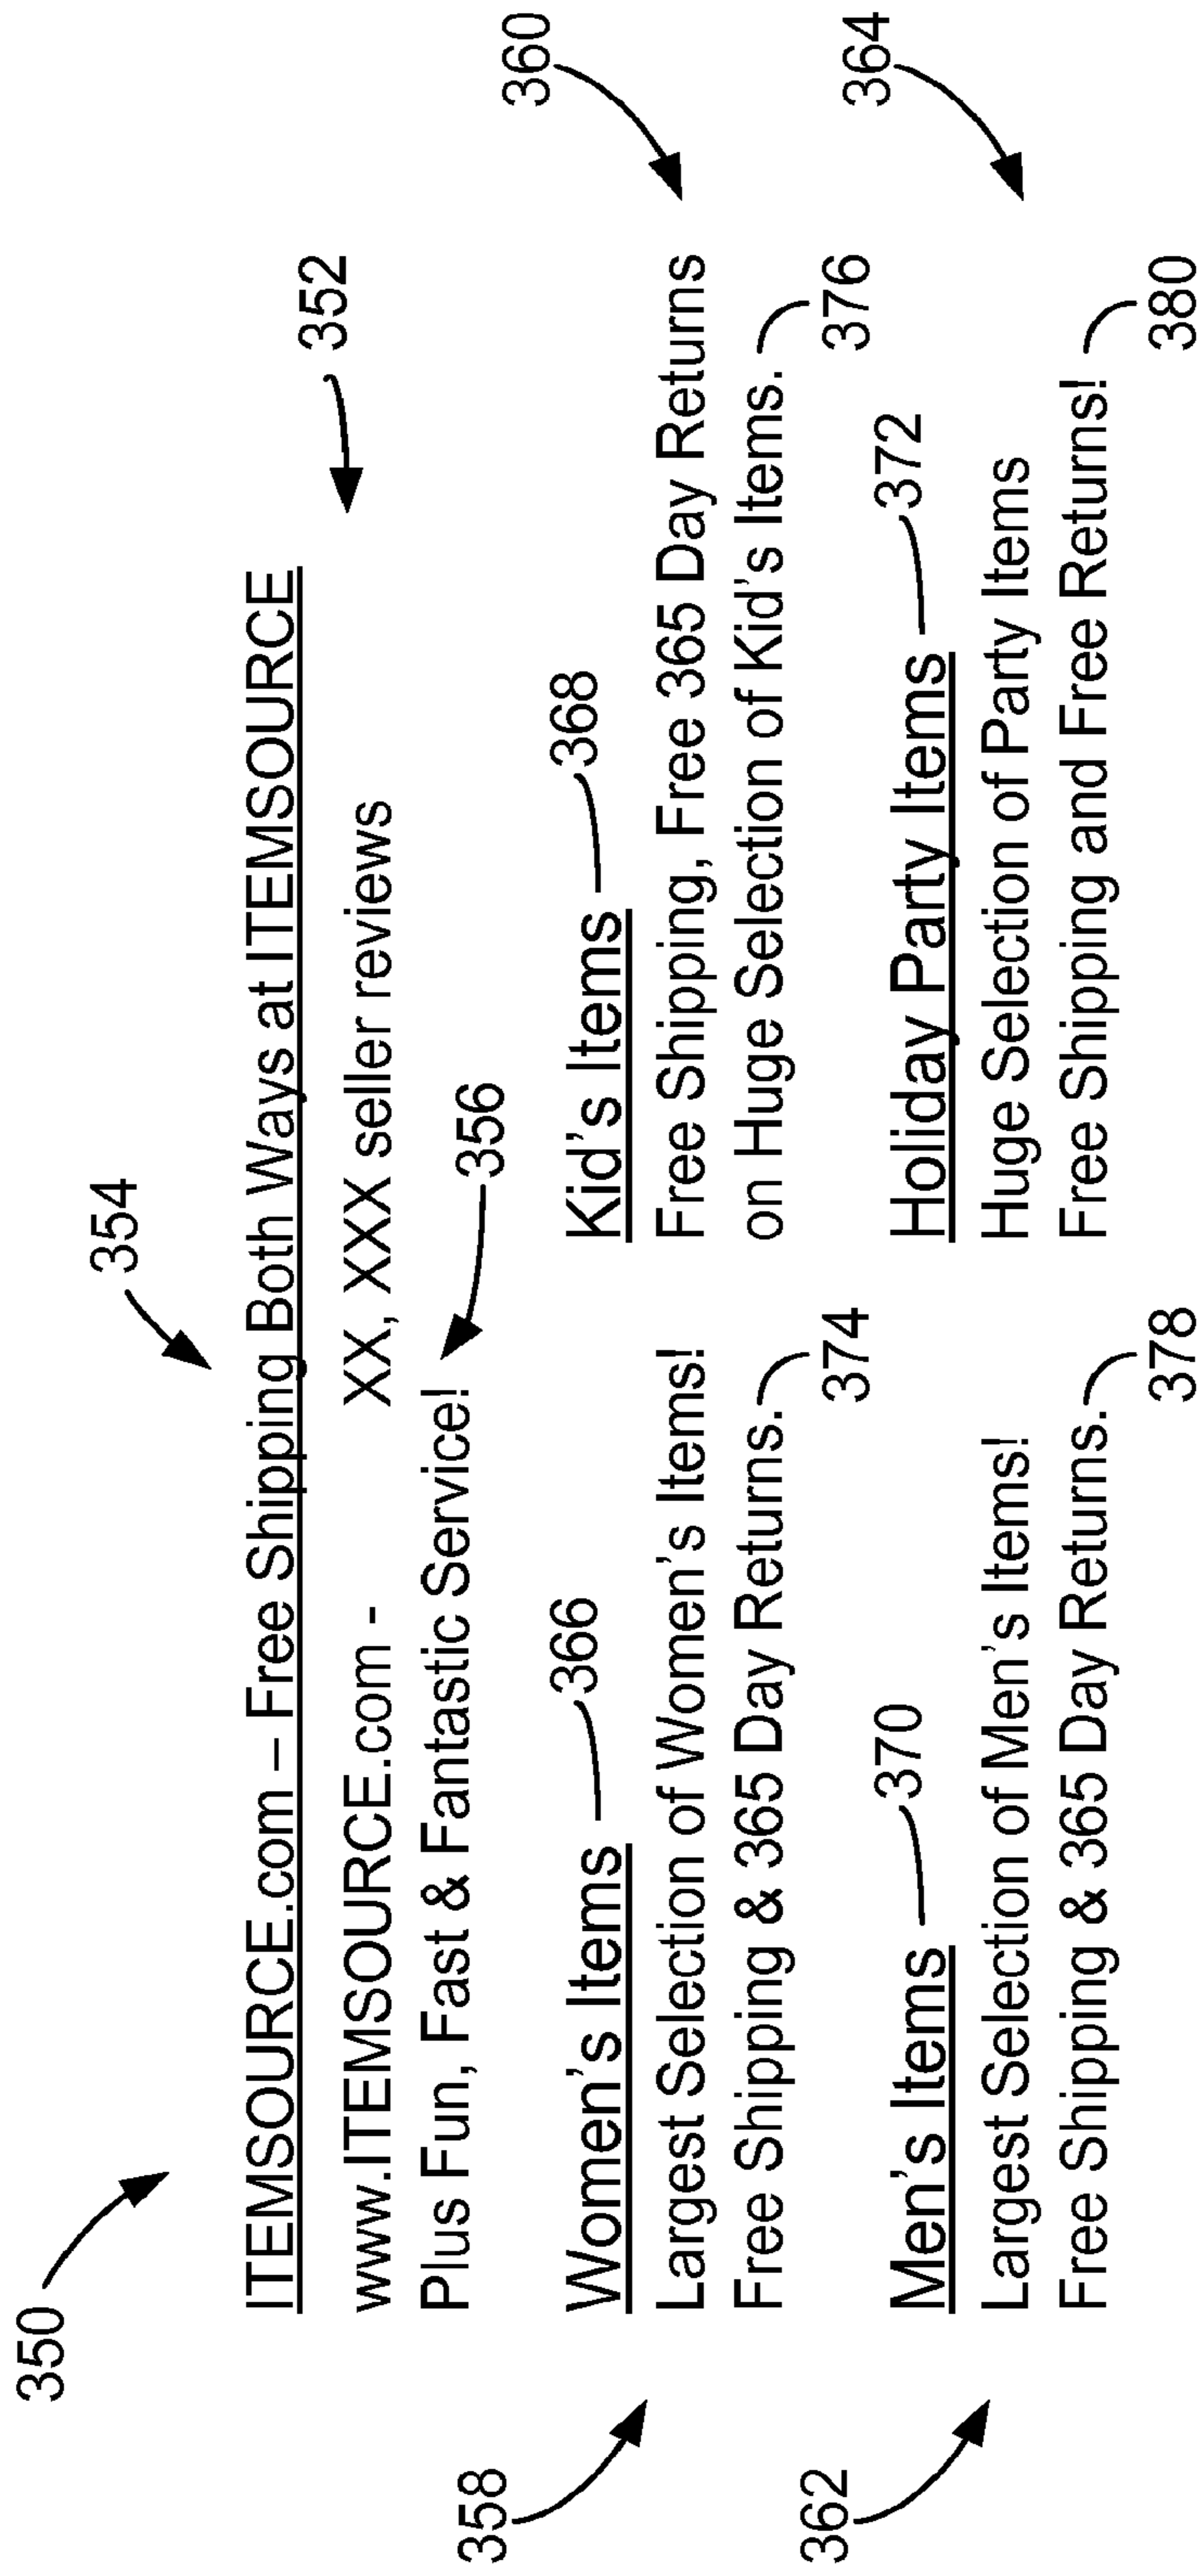 350
354
ITEMSOURCE.com – Free Shipping Both Ways at ITEMSOURCE
352
www.ITEMSOURCE.com - XX, XXX seller reviews
Plus Fun, Fast & Fantastic Service! 356
358
360
Women's Items 366
Kid's Items 368
Largest Selection of Women's Items!
Free Shipping & 365 Day Returns.
374
Free Shipping, Free 365 Day Returns
on Huge Selection of Kid's Items.
376
362
364
Men's Items 370
Holiday Party Items 372
Largest Selection of Men's Items!
Free Shipping & 365 Day Returns.
378
Huge Selection of Party Items
Free Shipping and Free Returns!
380